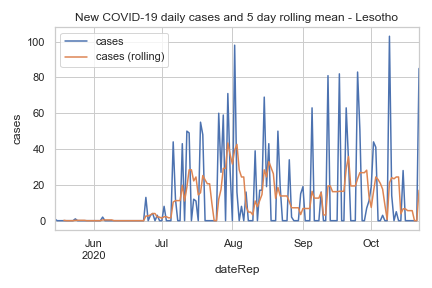 New COVID-19 daily cases and 5 day rolling mean - Lesotho
cases
cases (rolling)
100
80
60
40
20
0
cases
Jun
2020
Jul
Aug
Sep
Oct
dateRep